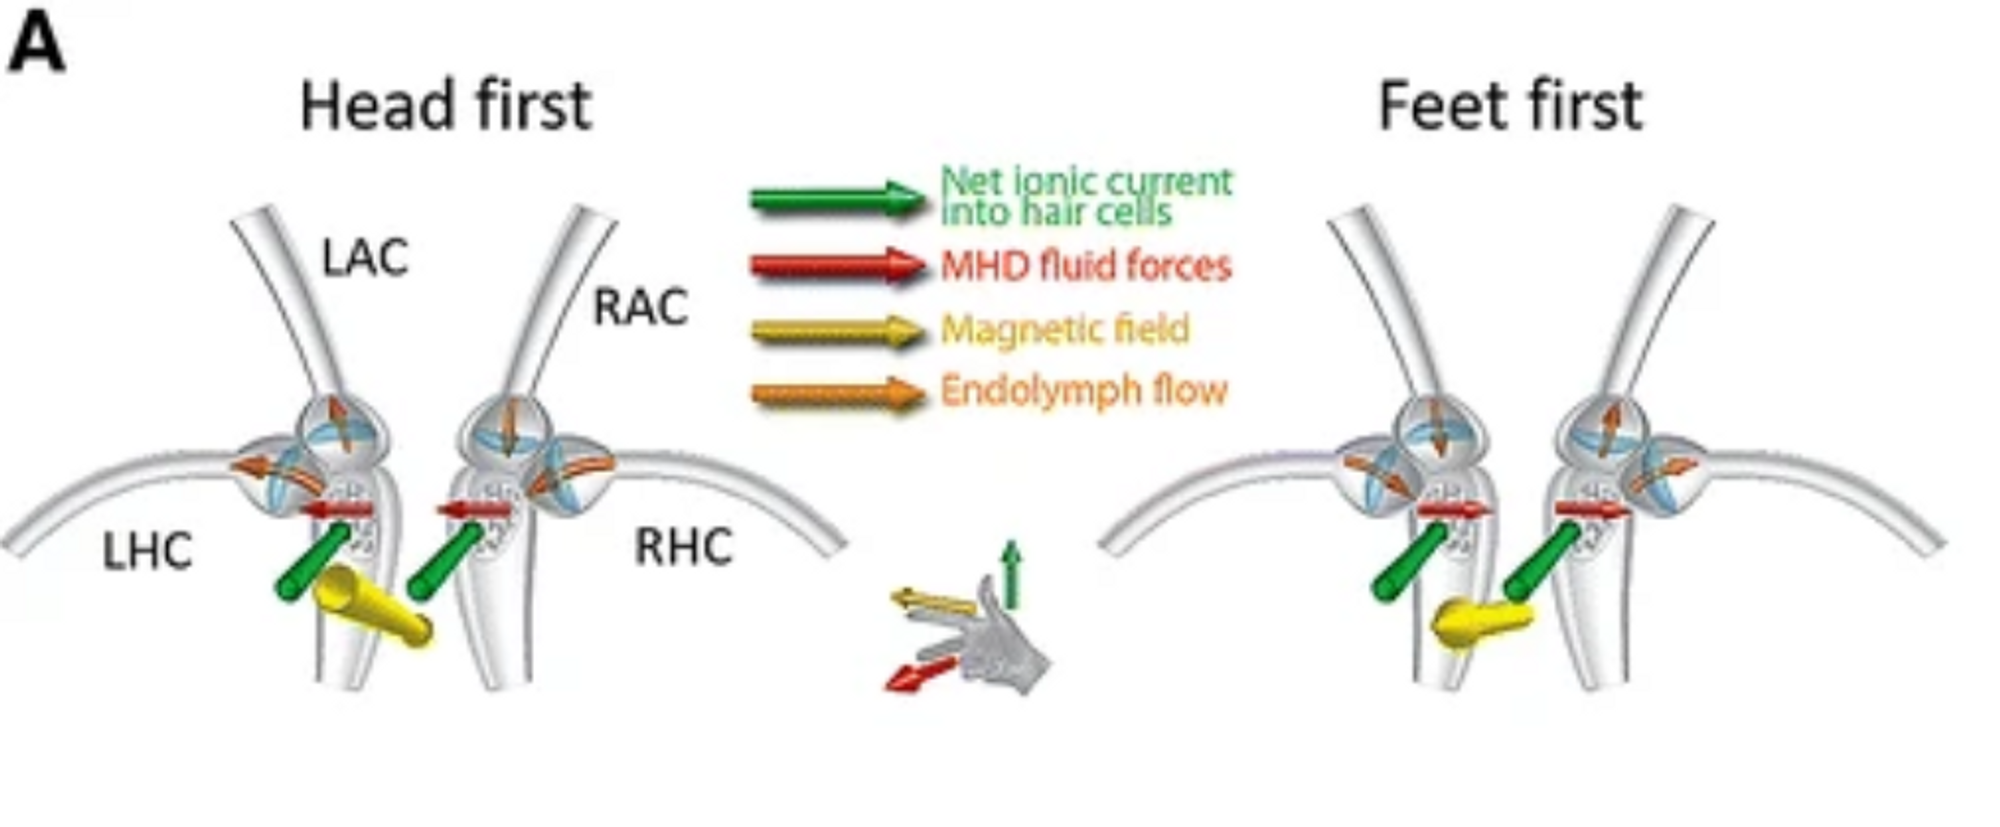 A
Head first
Feet first
LAC
RAC
LHC
RHC
Net ionic current
into hair cells
MHD fluid forces
Magnetic field
Endolymph flow